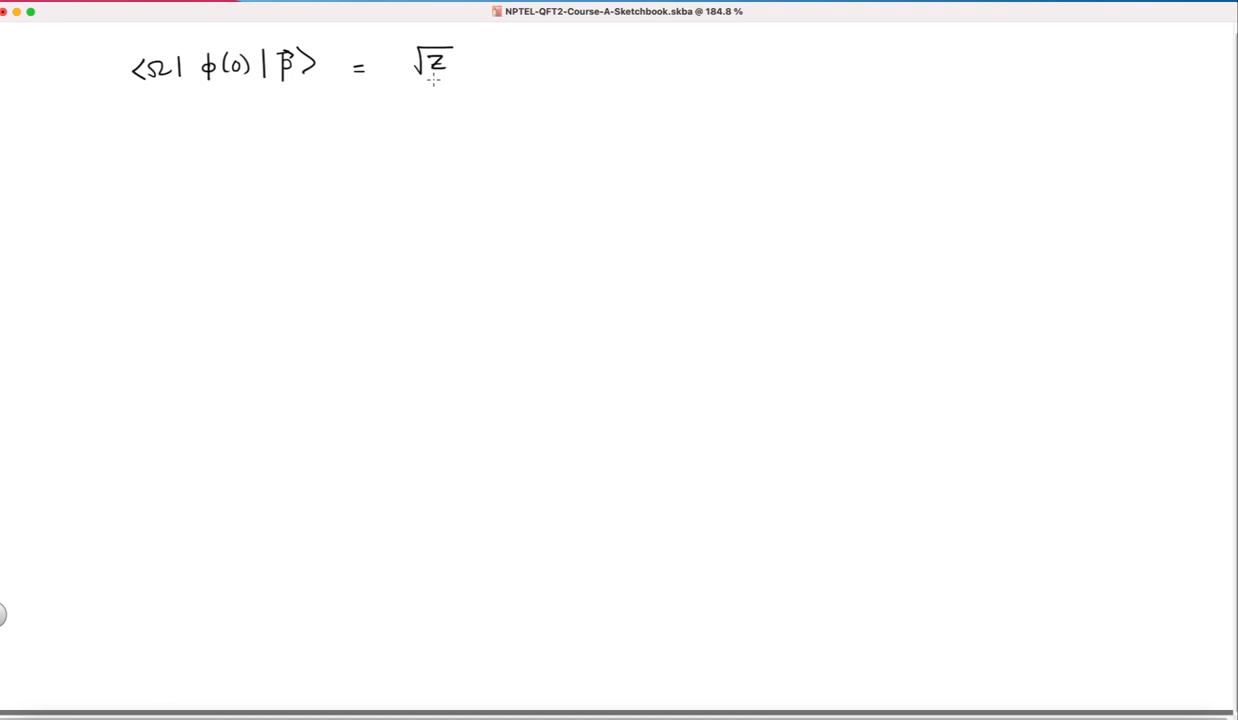 NPTEL-QFT2-Course-A-Sketchbook.skba @ 184.8 %
<Ω| φ(0) | p⃗ > = √Z